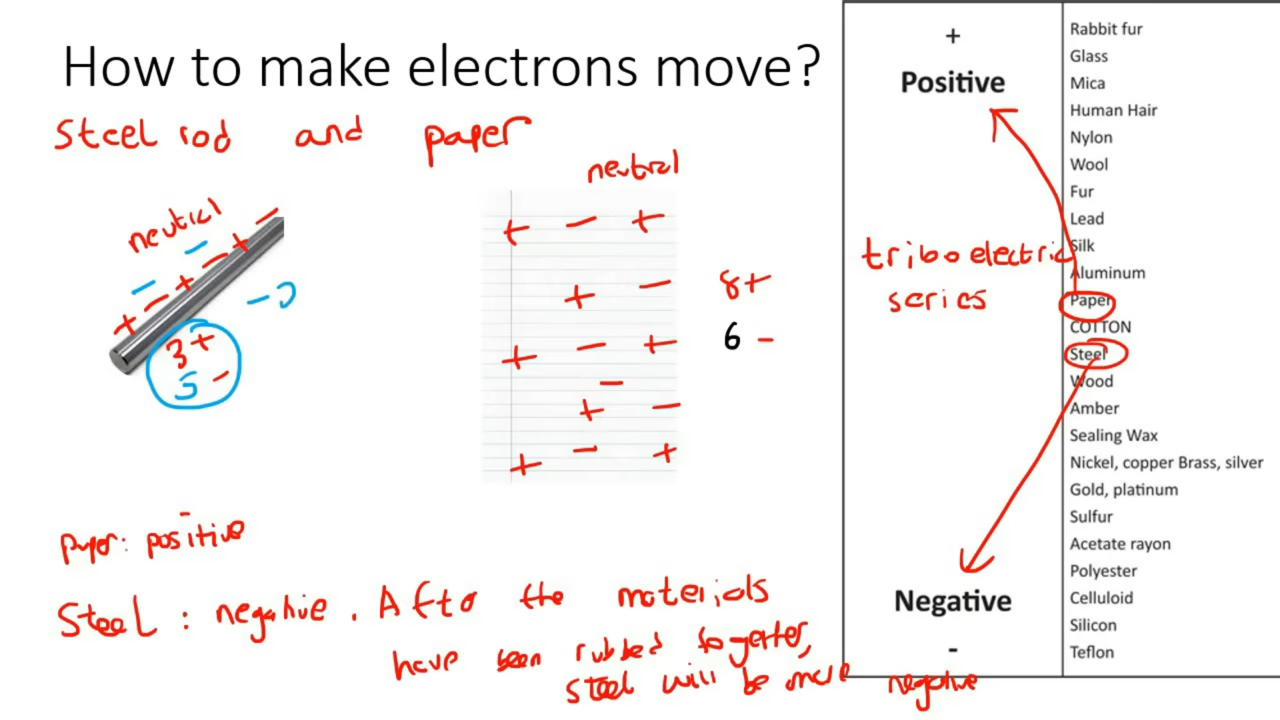 How to make electrons move?
Steel rod and paper
neutral
neutral
+ - + - + -
- - -
- 2
3 +
5 -
+ - +
+ -
+ - +
-
+ -
+ - +
8+
6 -
Paper: positive
Steel : negative. After the materials
have been rubbed together,
steel will be more negative
+
Positive
triboelectric
series
Negative
-
Rabbit fur
Glass
Mica
Human Hair
Nylon
Wool
Fur
Lead
Silk
Aluminum
Paper
COTTON
Steel
Wood
Amber
Sealing Wax
Nickel, copper Brass, silver
Gold, platinum
Sulfur
Acetate rayon
Polyester
Celluloid
Silicon
Teflon